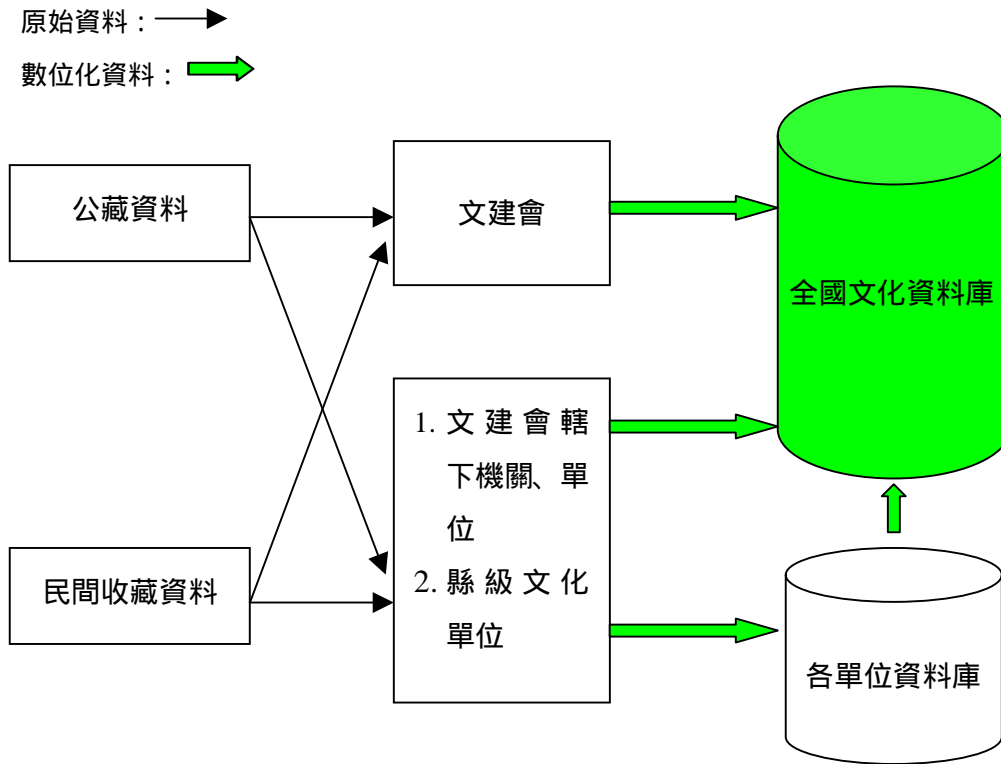 原始資料：
數位化資料：
公藏資料
文建會
全國文化資料庫
1. 文建會轄
下機關、單
位
2. 縣級文化
單位
民間收藏資料
各單位資料庫